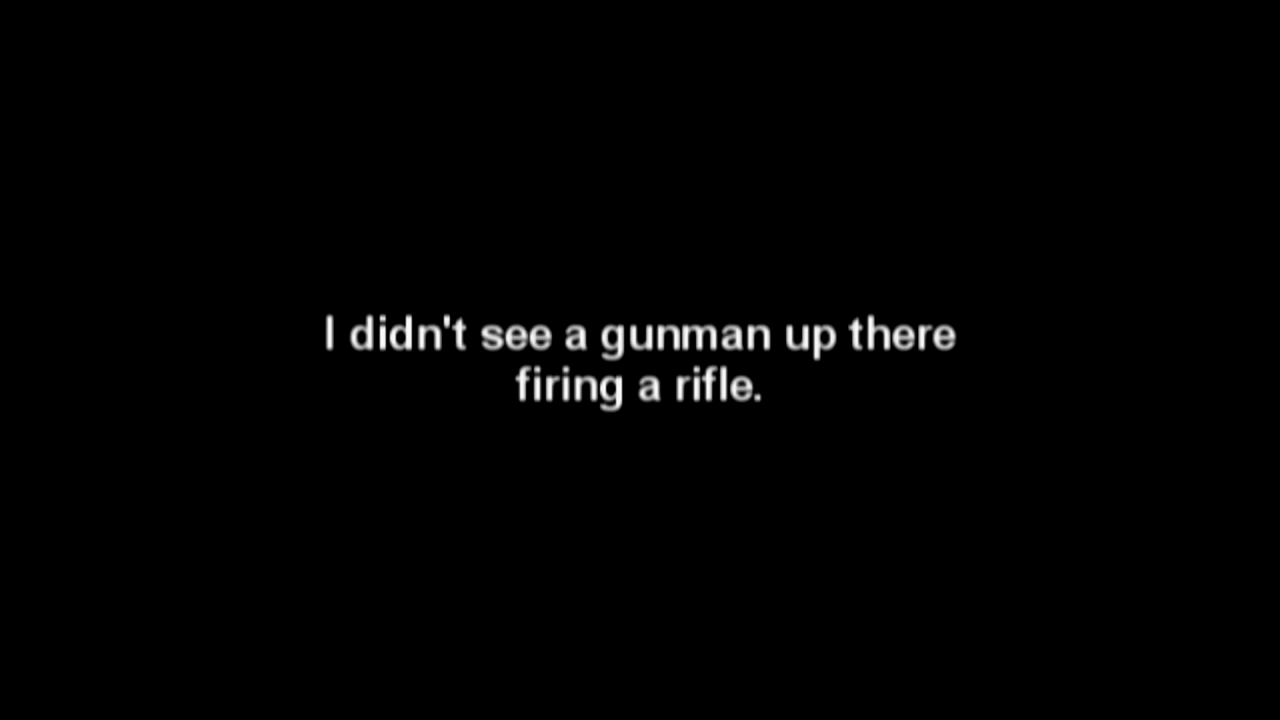 I didn't see a gunman up there
firing a rifle.